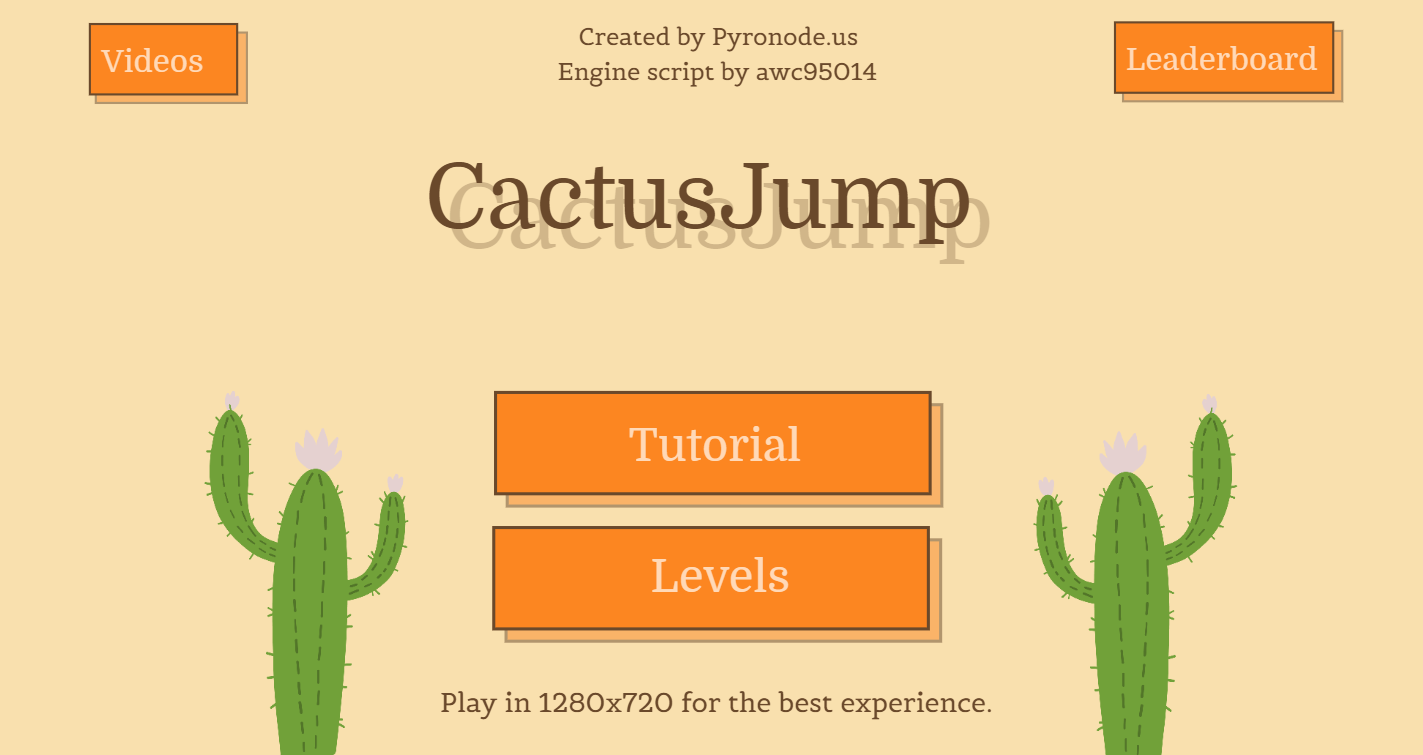 Videos
Created by Pyronode.us
Engine script by awc95014
Leaderboard
CactusJump
Tutorial
Levels
Play in 1280x720 for the best experience.